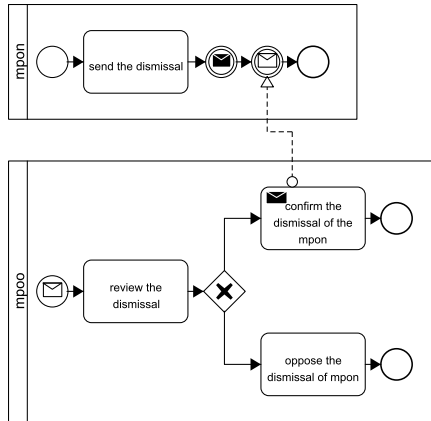 mpon
send the dismissal
mpoo
review the
dismissal
confirm the
dismissal of the
mpon
oppose the
dismissal of mpon